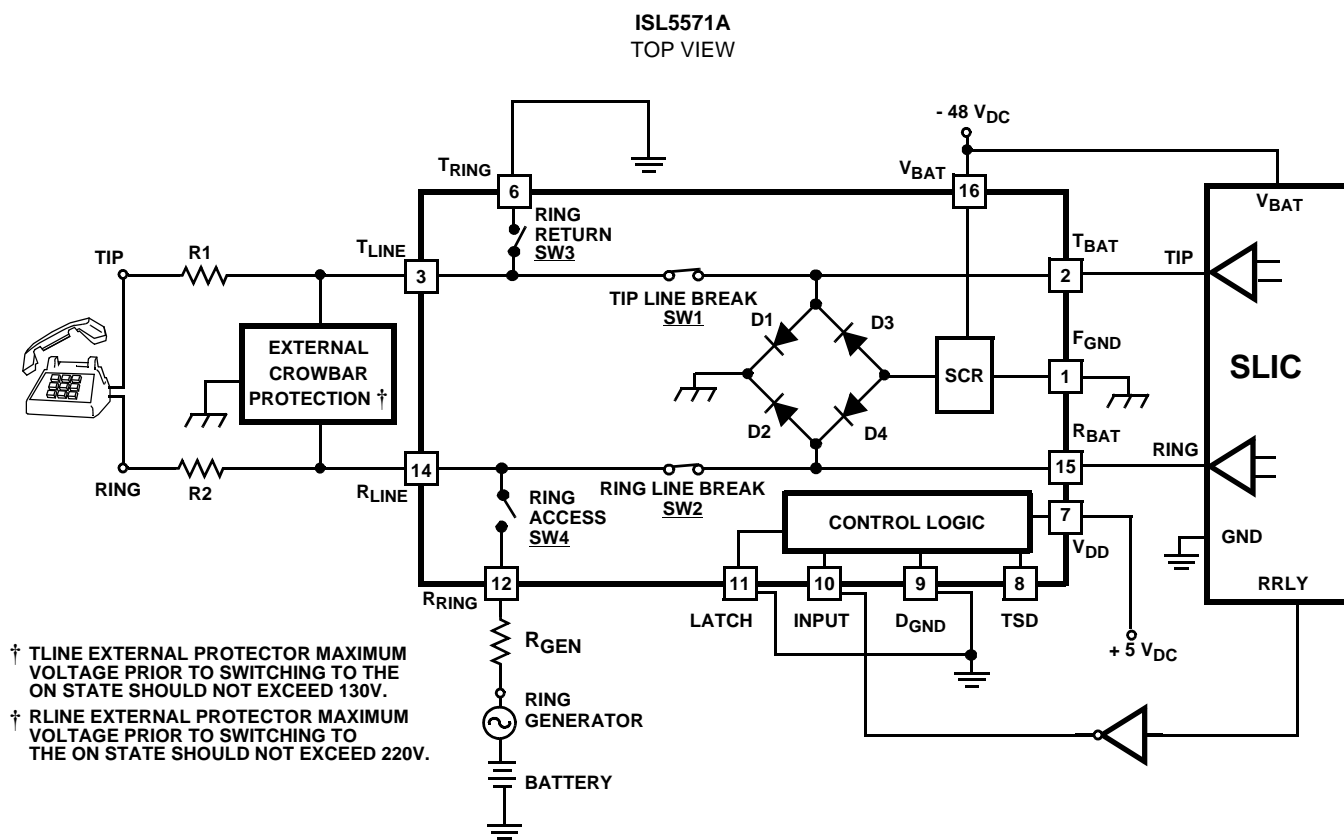 ISL5571A
TOP VIEW
- 48 VDC
TRING
6
VBAT
16
RING
RETURN
SW3
VBAT
TIP
R1
TLINE
3
TBAT
2
TIP
TIP LINE BREAK
SW1
D1
D3
EXTERNAL
CROWBAR
PROTECTION †
SCR
FGND
1
SLIC
D2
D4
RBAT
RING
R2
RLINE
14
RING LINE BREAK
SW2
15
RING
RING
ACCESS
SW4
CONTROL LOGIC
7
VDD
GND
RRLY
12
RRING
11
10
9
8
LATCH
INPUT
DGND
TSD
+ 5 VDC
RGEN
RING
GENERATOR
BATTERY
† TLINE EXTERNAL PROTECTOR MAXIMUM
VOLTAGE PRIOR TO SWITCHING TO THE
ON STATE SHOULD NOT EXCEED 130V.
† RLINE EXTERNAL PROTECTOR MAXIMUM
VOLTAGE PRIOR TO SWITCHING TO
THE ON STATE SHOULD NOT EXCEED 220V.